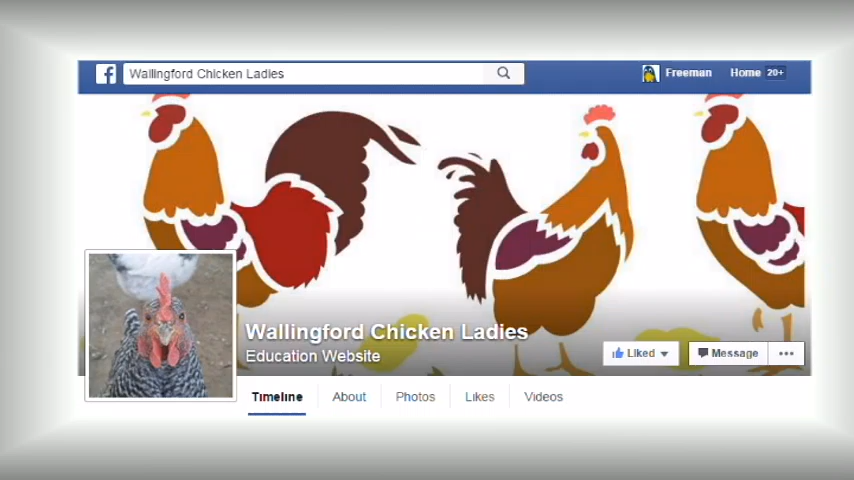 f Wallingford Chicken Ladies Freeman Home 20+
Wallingford Chicken Ladies
Education Website
Liked Message
Timeline About Photos Likes Videos